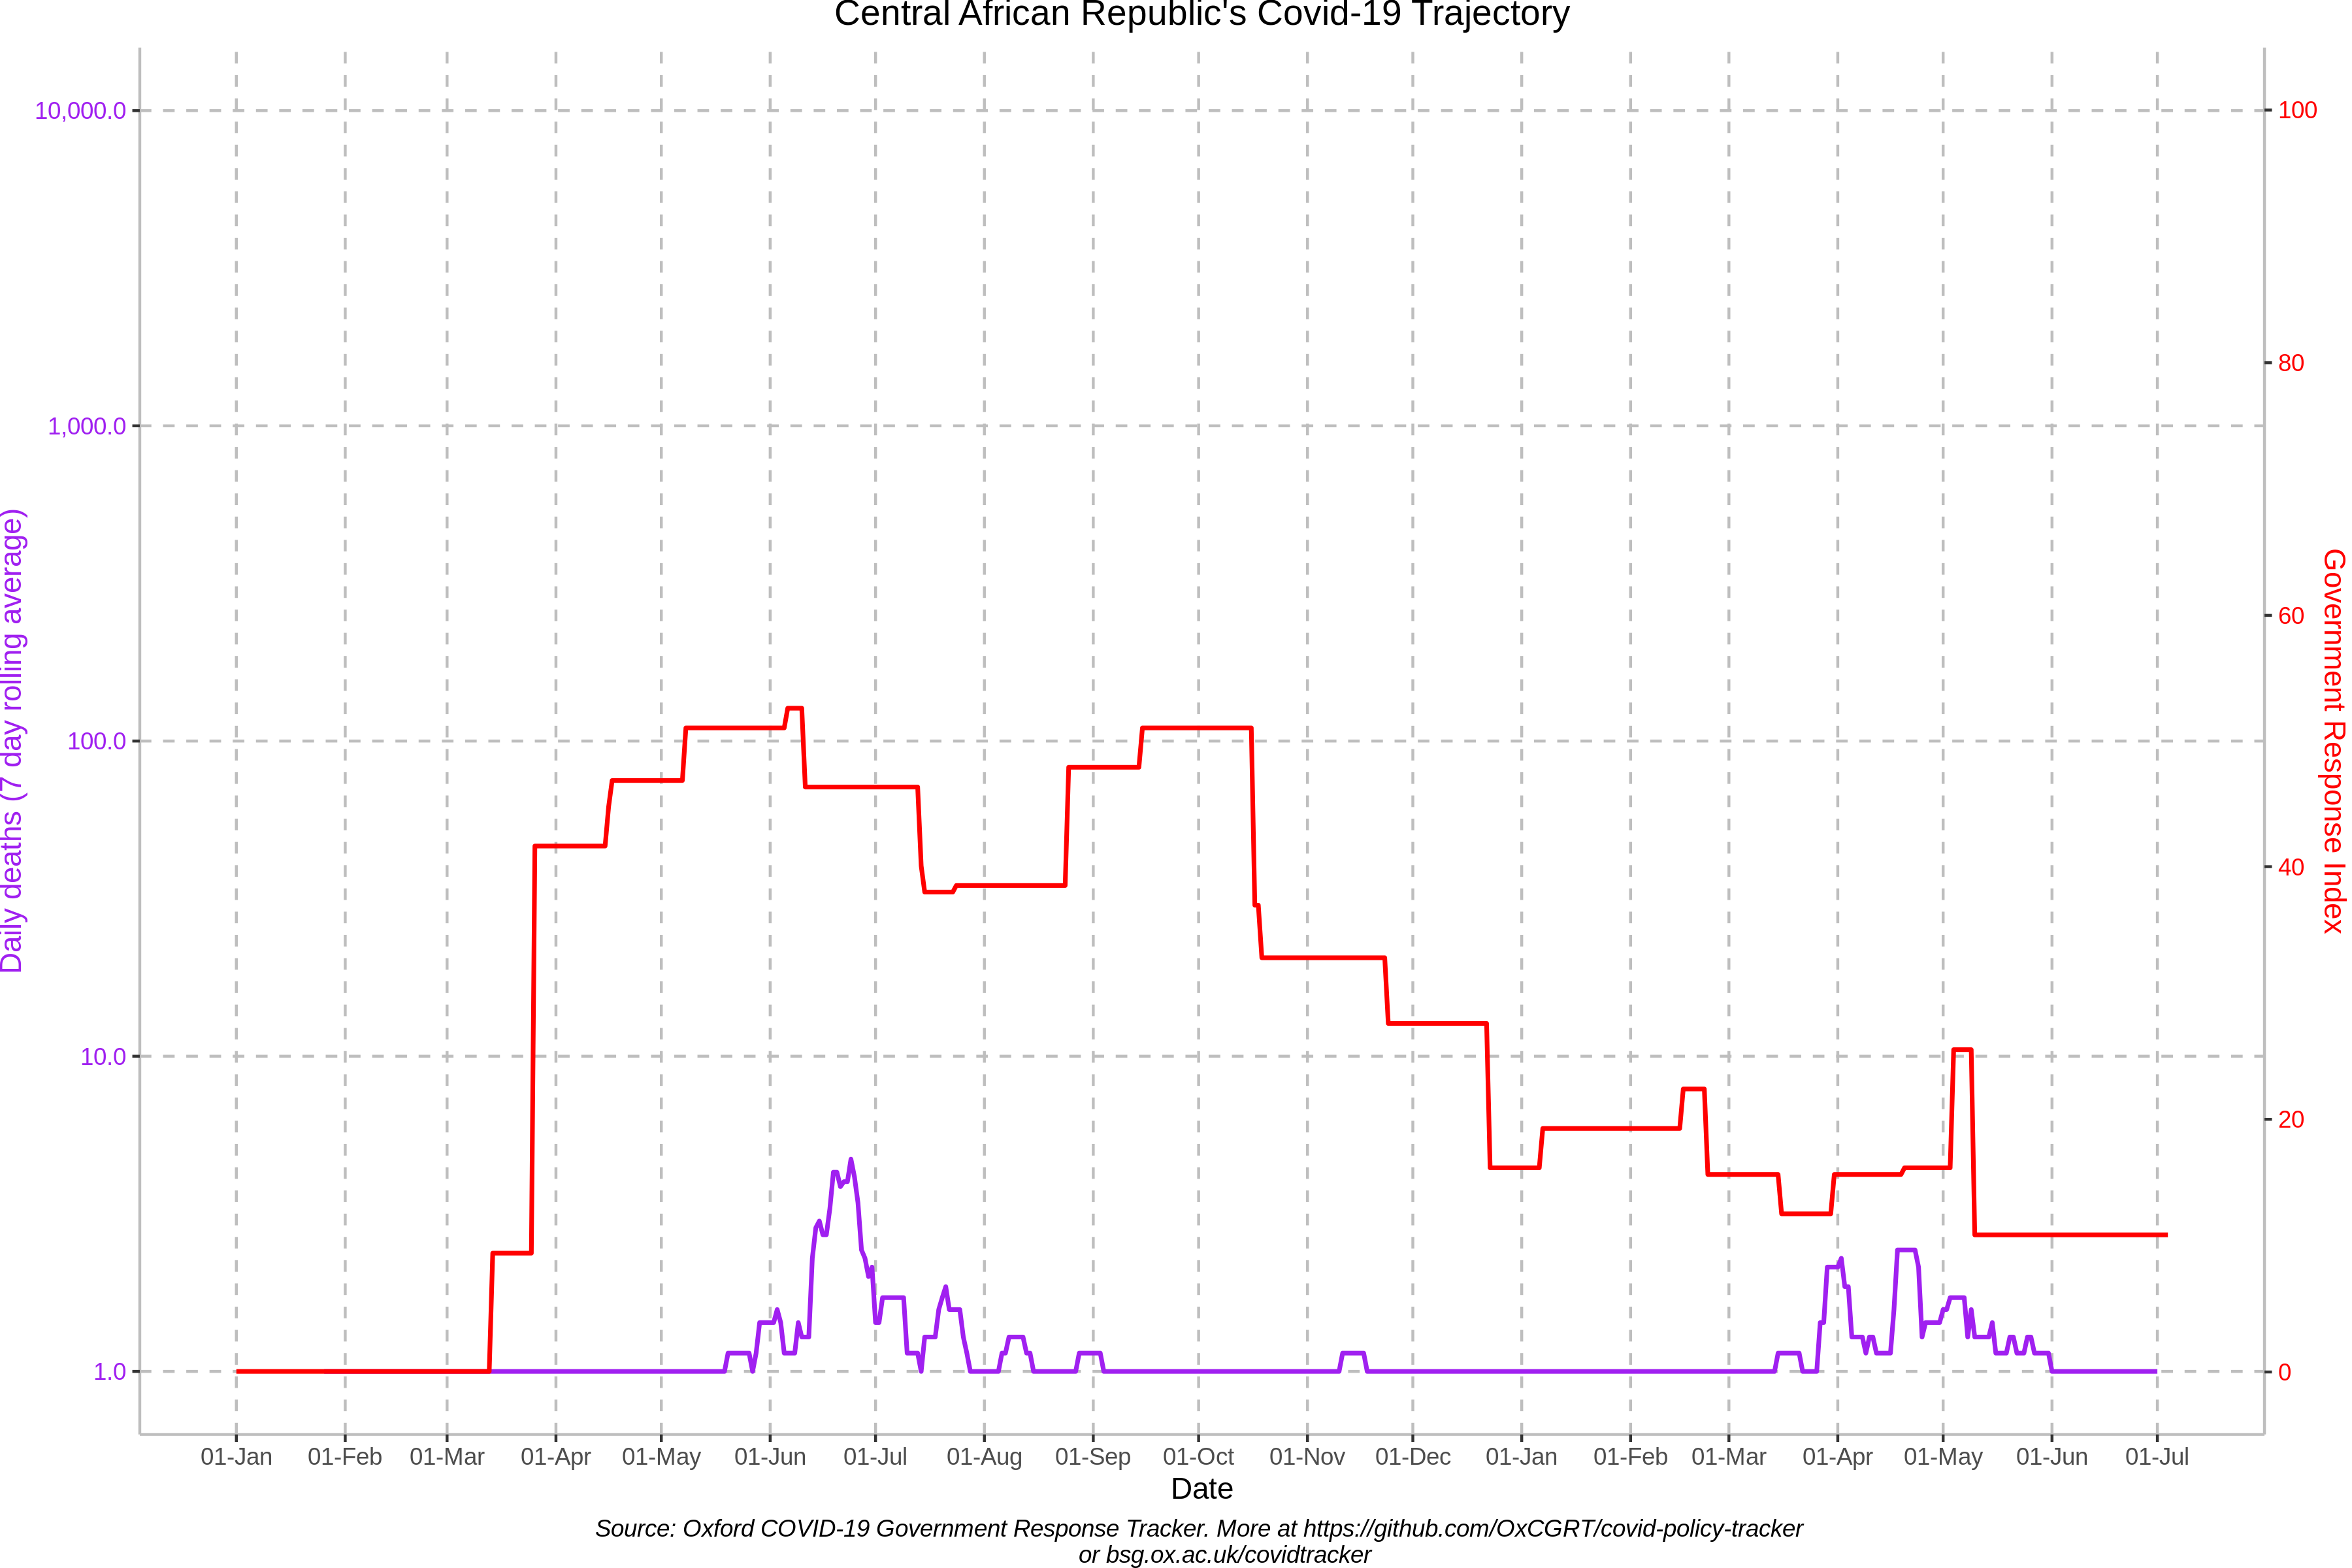 Central African Republic's Covid-19 Trajectory
10,000.0
1,000.0
100.0
10.0
1.0
Daily deaths (7 day rolling average)
100
80
60
40
20
0
Government Response Index
01-Jan 01-Feb 01-Mar 01-Apr 01-May 01-Jun 01-Jul 01-Aug 01-Sep 01-Oct 01-Nov 01-Dec 01-Jan 01-Feb 01-Mar 01-Apr 01-May 01-Jun 01-Jul
Date
Source: Oxford COVID-19 Government Response Tracker. More at https://github.com/OxCGRT/covid-policy-tracker
or bsg.ox.ac.uk/covidtracker